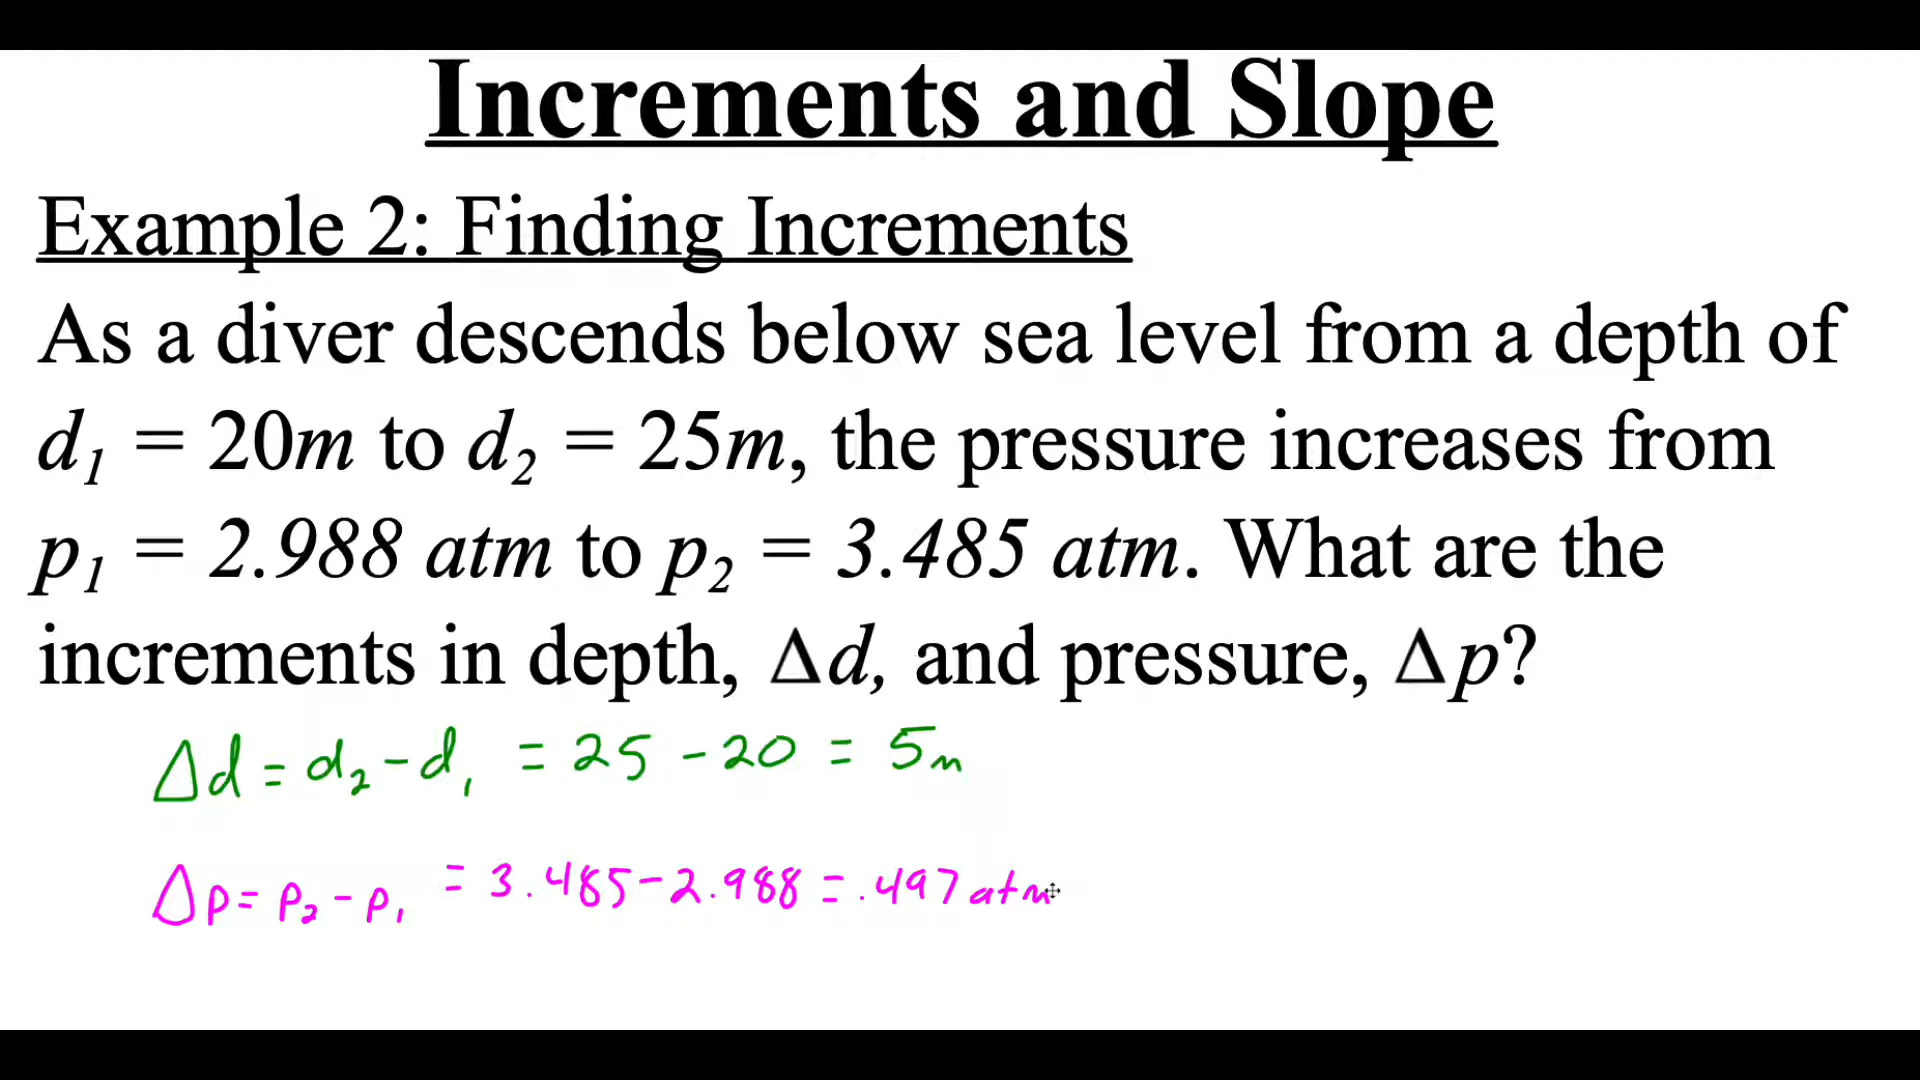 Increments and Slope
Example 2: Finding Increments
As a diver descends below sea level from a depth of
d₁ = 20m to d₂ = 25m, the pressure increases from
p₁ = 2.988 atm to p₂ = 3.485 atm. What are the
increments in depth, Δd, and pressure, Δp?
Δd = d₂ - d₁ = 25 - 20 = 5m
Δp = p₂ - p₁ = 3.485 - 2.988 = .497 atm